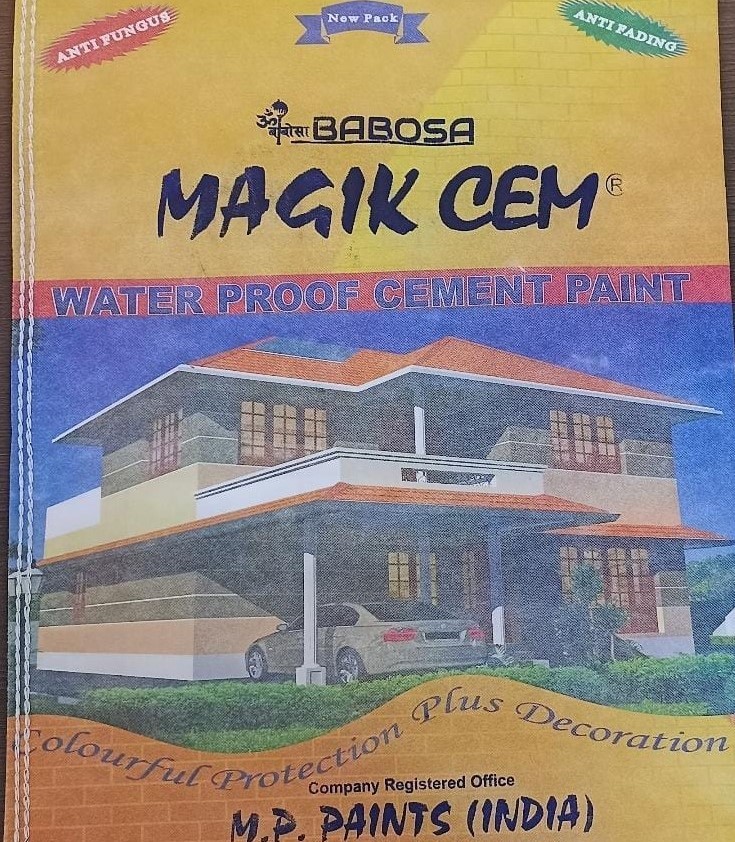 ANTI FUNGUS
New Pack
ANTI FADING
ॐ
बाबोसा BABOSA
MAGIK CEM®
WATER PROOF CEMENT PAINT
Colourful Protection Plus Decoration
Company Registered Office
M.P. PAINTS (INDIA)